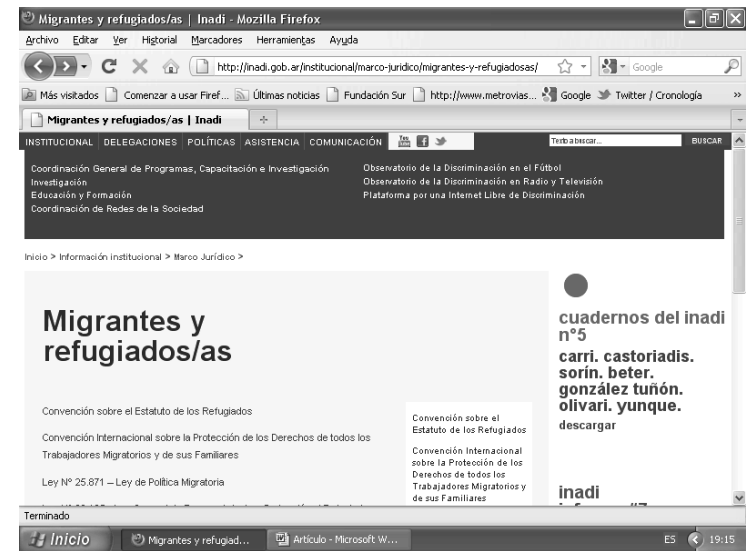 Migrantes y refugiados/as | Inadi - Mozilla Firefox
Archivo Editar Ver Historial Marcadores Herramientas Ayuda
http://inadi.gob.ar/institucional/marco-juridico/migrantes-y-refugiadosas/
Google
Más visitados Comenzar a usar Firef... Últimas noticias Fundación Sur http://www.metrovias... Google Twitter / Cronología »
Migrantes y refugiados/as | Inadi
INSTITUCIONAL DELEGACIONES POLÍTICAS ASISTENCIA COMUNICACIÓN You Tube f Texto a buscar... BUSCAR
Coordinación General de Programas, Capacitación e Investigación
Investigación
Educación y Formación
Coordinación de Redes de la Sociedad
Observatorio de la Discriminación en el Fútbol
Observatorio de la Discriminación en Radio y Televisión
Plataforma por una Internet Libre de Discriminación
Inicio > Información institucional > Marco Jurídico >
Migrantes y
refugiados/as
Convención sobre el Estatuto de los Refugiados
Convención Internacional sobre la Protección de los Derechos de todos los
Trabajadores Migratorios y de sus Familiares
Ley Nº 25.871 – Ley de Política Migratoria
Convención sobre el
Estatuto de los Refugiados
Convención Internacional
sobre la Protección de los
Derechos de todos los
Trabajadores Migratorios y
de sus Familiares
cuadernos del inadi
n°5
carri. castoriadis.
sorín. beter.
gonzález tuñón.
olivari. yunque.
descargar
inadi
Terminado
Inicio Migrantes y refugiad... Artículo - Microsoft W... ES 19:15